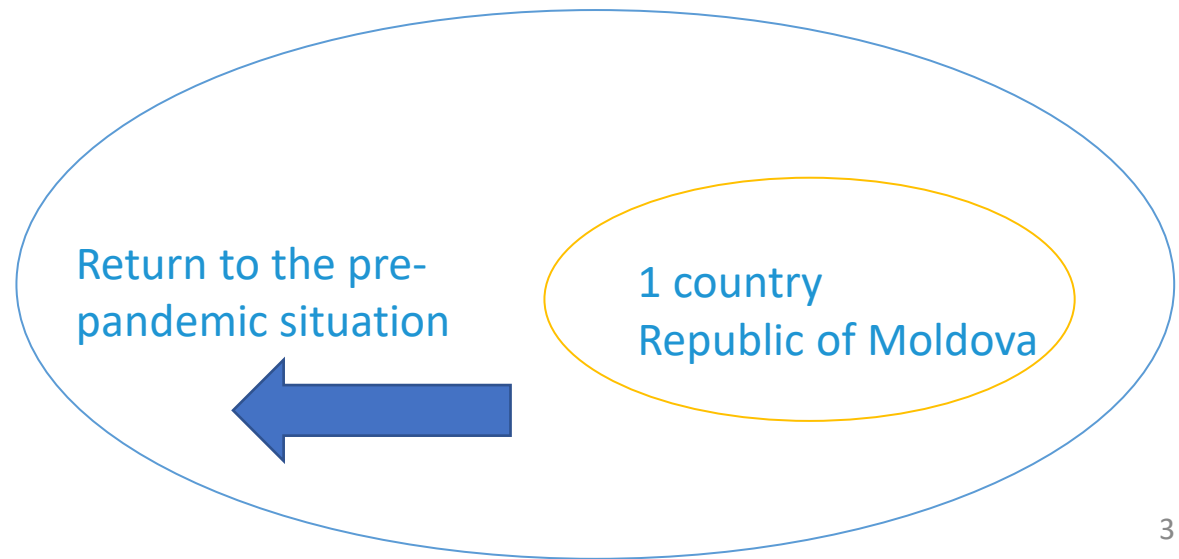 Return to the pre-
pandemic situation
1 country
Republic of Moldova
3